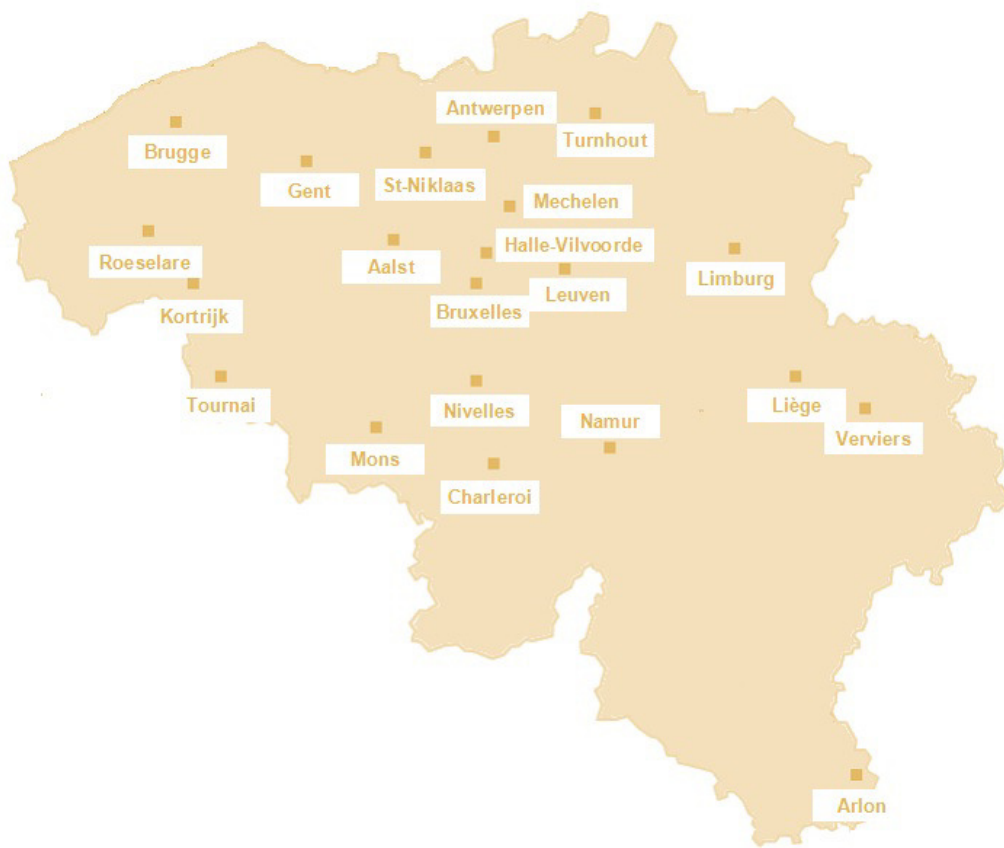 Antwerpen
Turnhout
Brugge
Gent
St-Niklaas
Mechelen
Halle-Vilvoorde
Roeselare
Aalst
Limburg
Leuven
Bruxelles
Kortrijk
Tournai
Nivelles
Liège
Namur
Verviers
Mons
Charleroi
Arlon